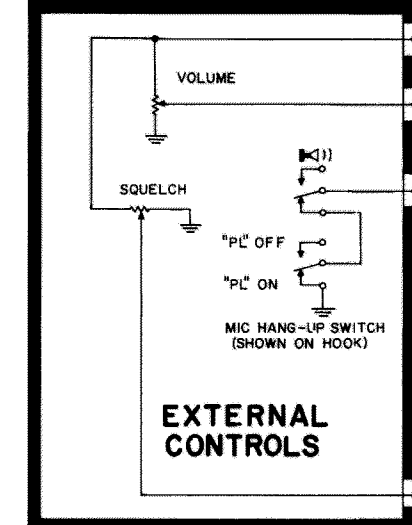 VOLUME
SQUELCH
"PL" OFF
"PL" ON
MIC HANG-UP SWITCH
(SHOWN ON HOOK)
EXTERNAL
CONTROLS